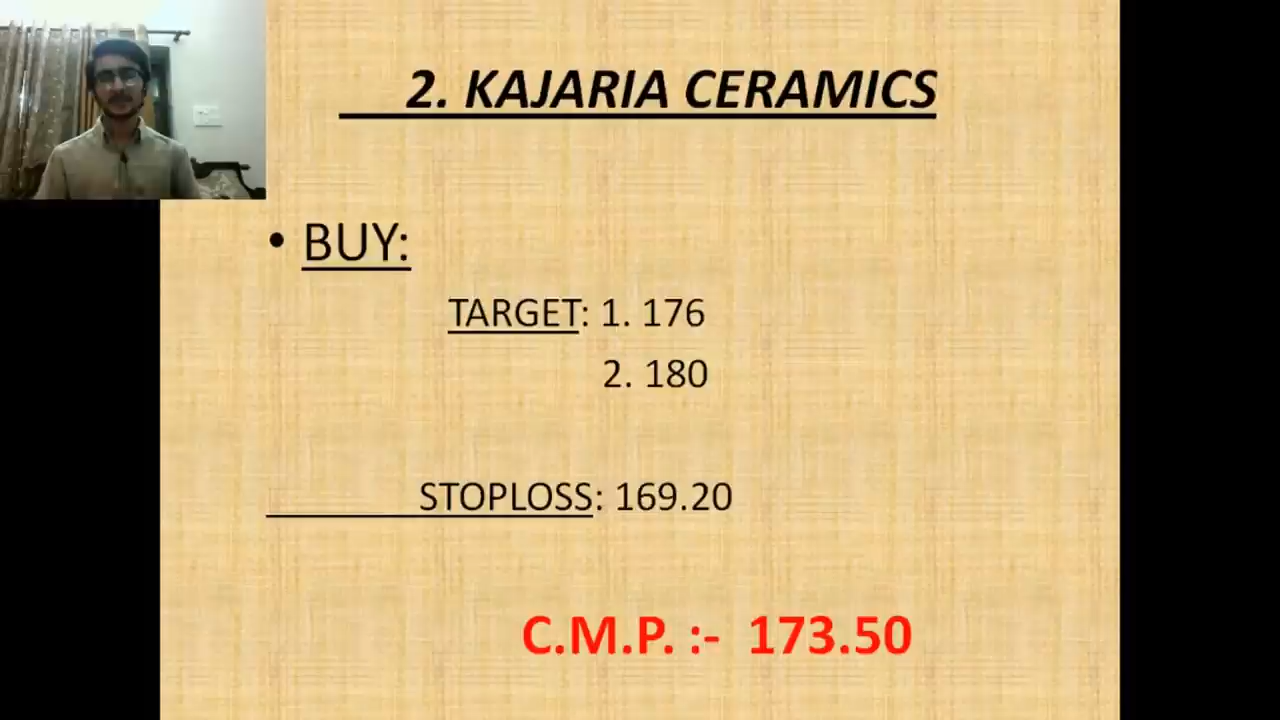 2. KAJARIA CERAMICS
• BUY:
TARGET: 1. 176
2. 180
STOPLOSS: 169.20
C.M.P. :- 173.50